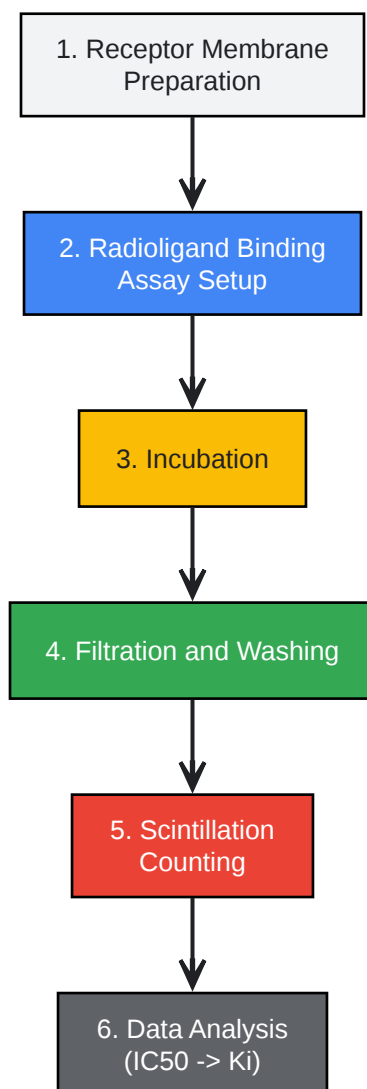 1. Receptor Membrane
Preparation
2. Radioligand Binding
Assay Setup
3. Incubation
4. Filtration and Washing
5. Scintillation
Counting
6. Data Analysis
(IC50 -> Ki)